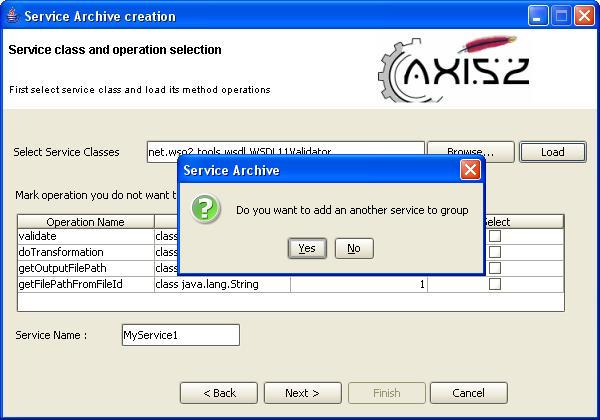 Service Archive creation
Service class and operation selection
First select service class and load its method operations
AXIS2
Select Service Classes net.wso2.tools.wsdl.WSDL11Validator Browse... Load
Service Archive
Mark operation you do not want t
Do you want to add an another service to group
Operation Name Select
validate class
doTransformation class
getOutputFilePath class
getFilePathFromFileId class java.lang.String 1
Yes No
Service Name : MyService1
< Back Next > Finish Cancel